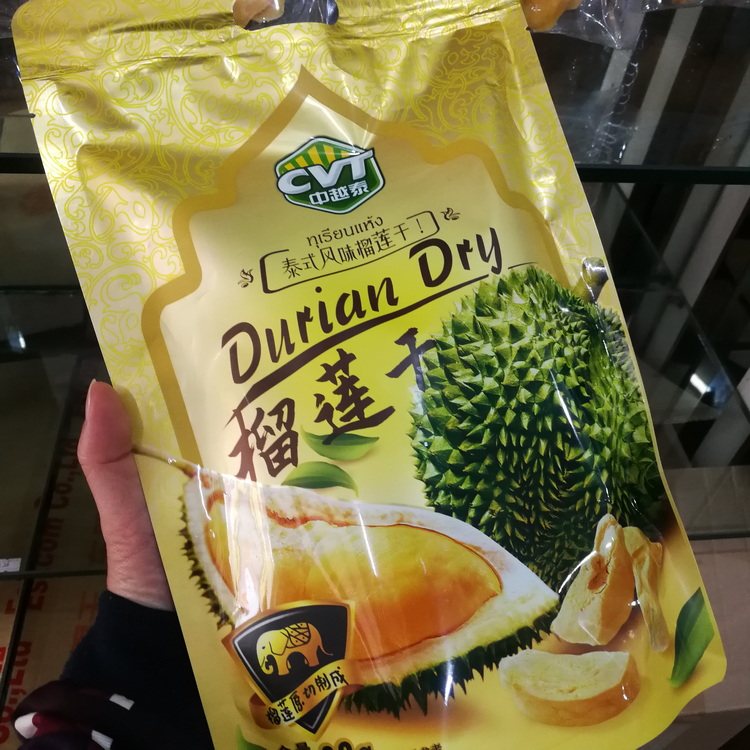 CVT
中越泰
ทุเรียนแห้ง
泰式风味榴莲干！
Durian Dry
榴莲干
榴莲原切制成